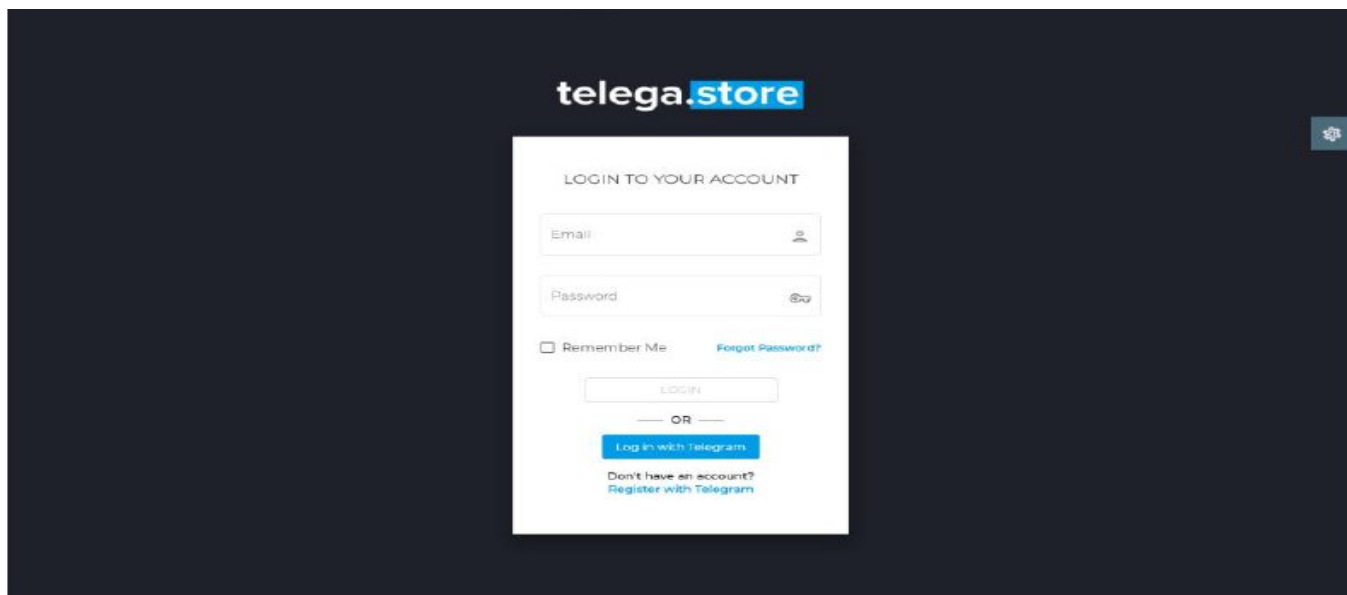 telega.store
LOGIN TO YOUR ACCOUNT
Email
Password
Remember Me Forgot Password?
LOGIN
OR
Log in with Telegram
Don't have an account?
Register with Telegram